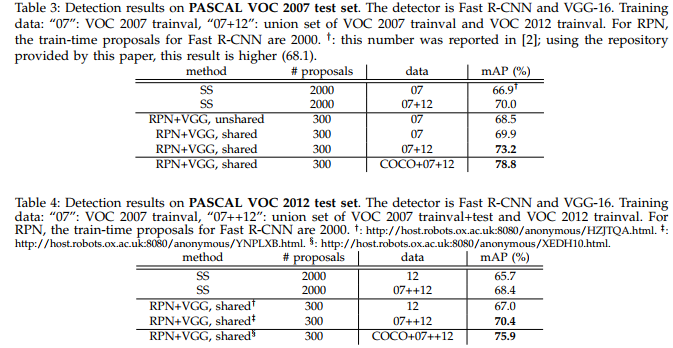 Table 3: Detection results on PASCAL VOC 2007 test set. The detector is Fast R-CNN and VGG-16. Training
data: “07”: VOC 2007 trainval, “07+12”: union set of VOC 2007 trainval and VOC 2012 trainval. For RPN,
the train-time proposals for Fast R-CNN are 2000. †: this number was reported in [2]; using the repository
provided by this paper, this result is higher (68.1).
method # proposals data mAP (%)
SS 2000 07 66.9†
SS 2000 07+12 70.0
RPN+VGG, unshared 300 07 68.5
RPN+VGG, shared 300 07 69.9
RPN+VGG, shared 300 07+12 73.2
RPN+VGG, shared 300 COCO+07+12 78.8
Table 4: Detection results on PASCAL VOC 2012 test set. The detector is Fast R-CNN and VGG-16. Training
data: “07”: VOC 2007 trainval, “07++12”: union set of VOC 2007 trainval+test and VOC 2012 trainval. For
RPN, the train-time proposals for Fast R-CNN are 2000. †: http://host.robots.ox.ac.uk:8080/anonymous/HZJTQA.html. ‡:
http://host.robots.ox.ac.uk:8080/anonymous/YNPLXB.html. §: http://host.robots.ox.ac.uk:8080/anonymous/XEDH10.html.
method # proposals data mAP (%)
SS 2000 12 65.7
SS 2000 07++12 68.4
RPN+VGG, shared† 300 12 67.0
RPN+VGG, shared‡ 300 07++12 70.4
RPN+VGG, shared§ 300 COCO+07++12 75.9